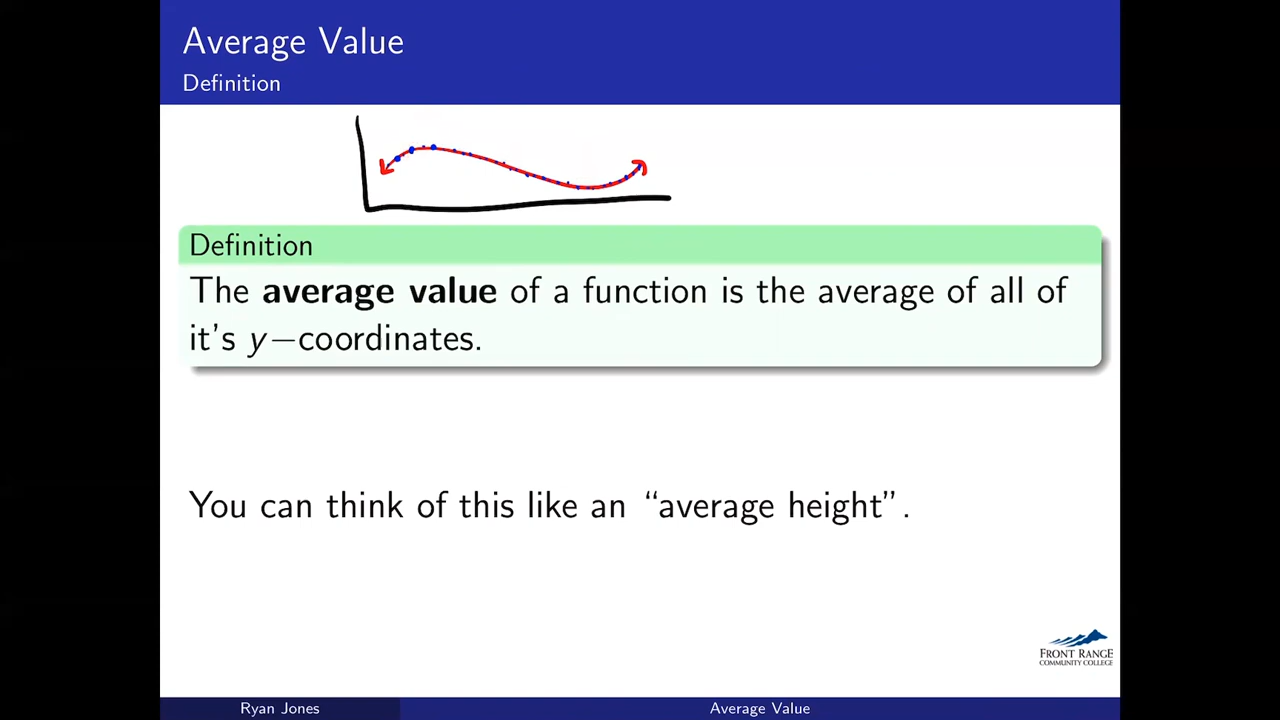 Average Value
Definition
Definition
The average value of a function is the average of all of
it's y−coordinates.
You can think of this like an “average height”.
FRONT RANGE
COMMUNITY COLLEGE
Ryan Jones
Average Value